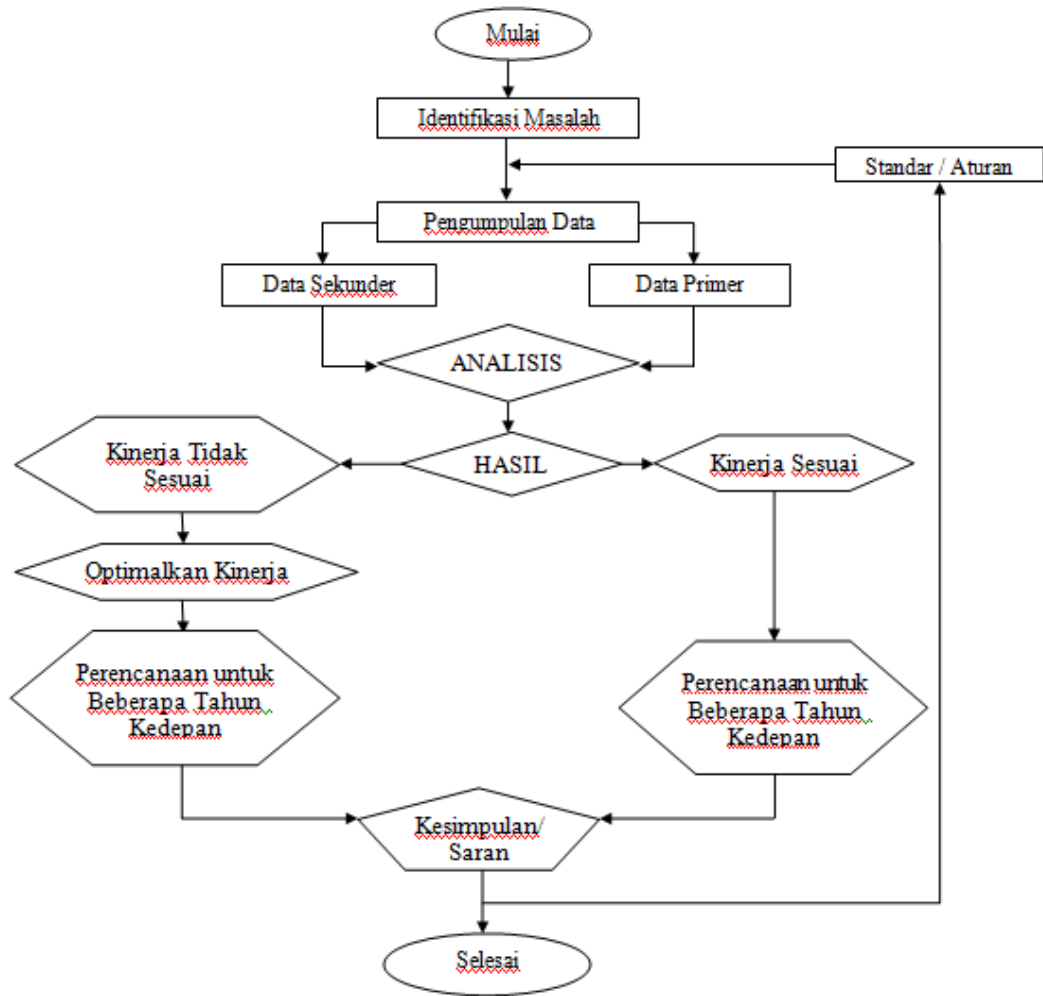 Mulai
Identifikasi Masalah
Standar / Aturan
Pengumpulan Data
Data Sekunder
Data Primer
ANALISIS
Kinerja Tidak
Sesuai
HASIL
Kinerja Sesuai
Optimalkan Kinerja
Perencanaan untuk
Beberapa Tahun
Kedepan
Perencanaan untuk
Beberapa Tahun
Kedepan
Kesimpulan/
Saran
Selesai